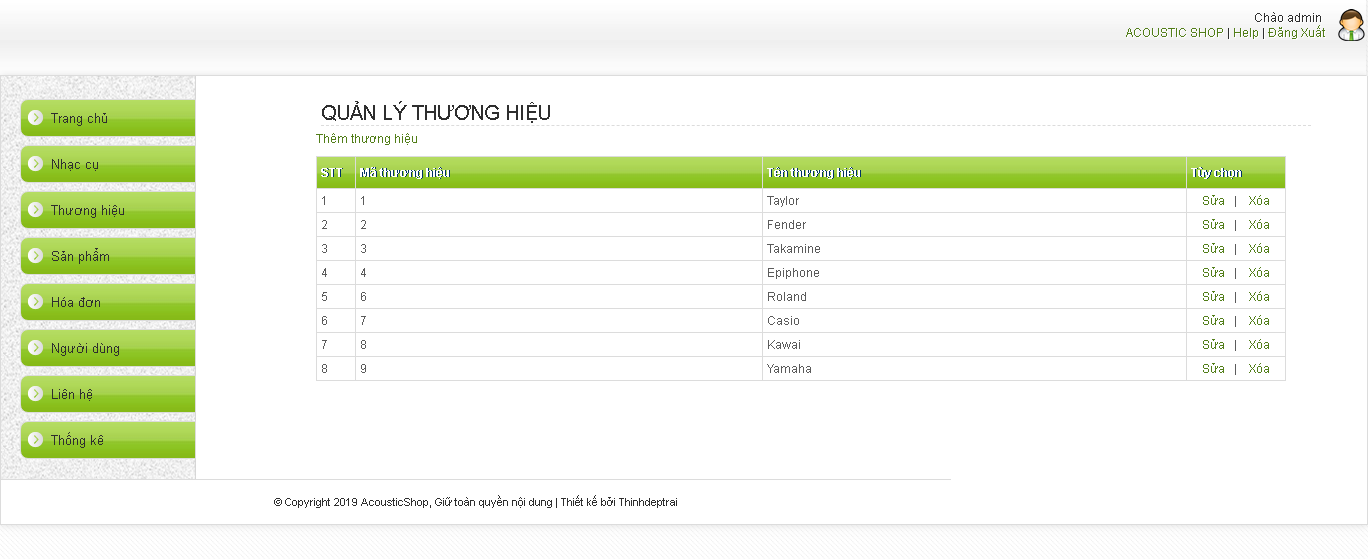 Chào admin
ACOUSTIC SHOP | Help | Đăng Xuất
Trang chủ
Nhạc cụ
Thương hiệu
Sản phẩm
Hóa đơn
Người dùng
Liên hệ
Thống kê
QUẢN LÝ THƯƠNG HIỆU
Thêm thương hiệu
STT Mã thương hiệu Tên thương hiệu Tùy chọn
1 1 Taylor Sửa | Xóa
2 2 Fender Sửa | Xóa
3 3 Takamine Sửa | Xóa
4 4 Epiphone Sửa | Xóa
5 6 Roland Sửa | Xóa
6 7 Casio Sửa | Xóa
7 8 Kawai Sửa | Xóa
8 9 Yamaha Sửa | Xóa
© Copyright 2019 AcousticShop, Giữ toàn quyền nội dung | Thiết kế bởi Thinhdeptrai